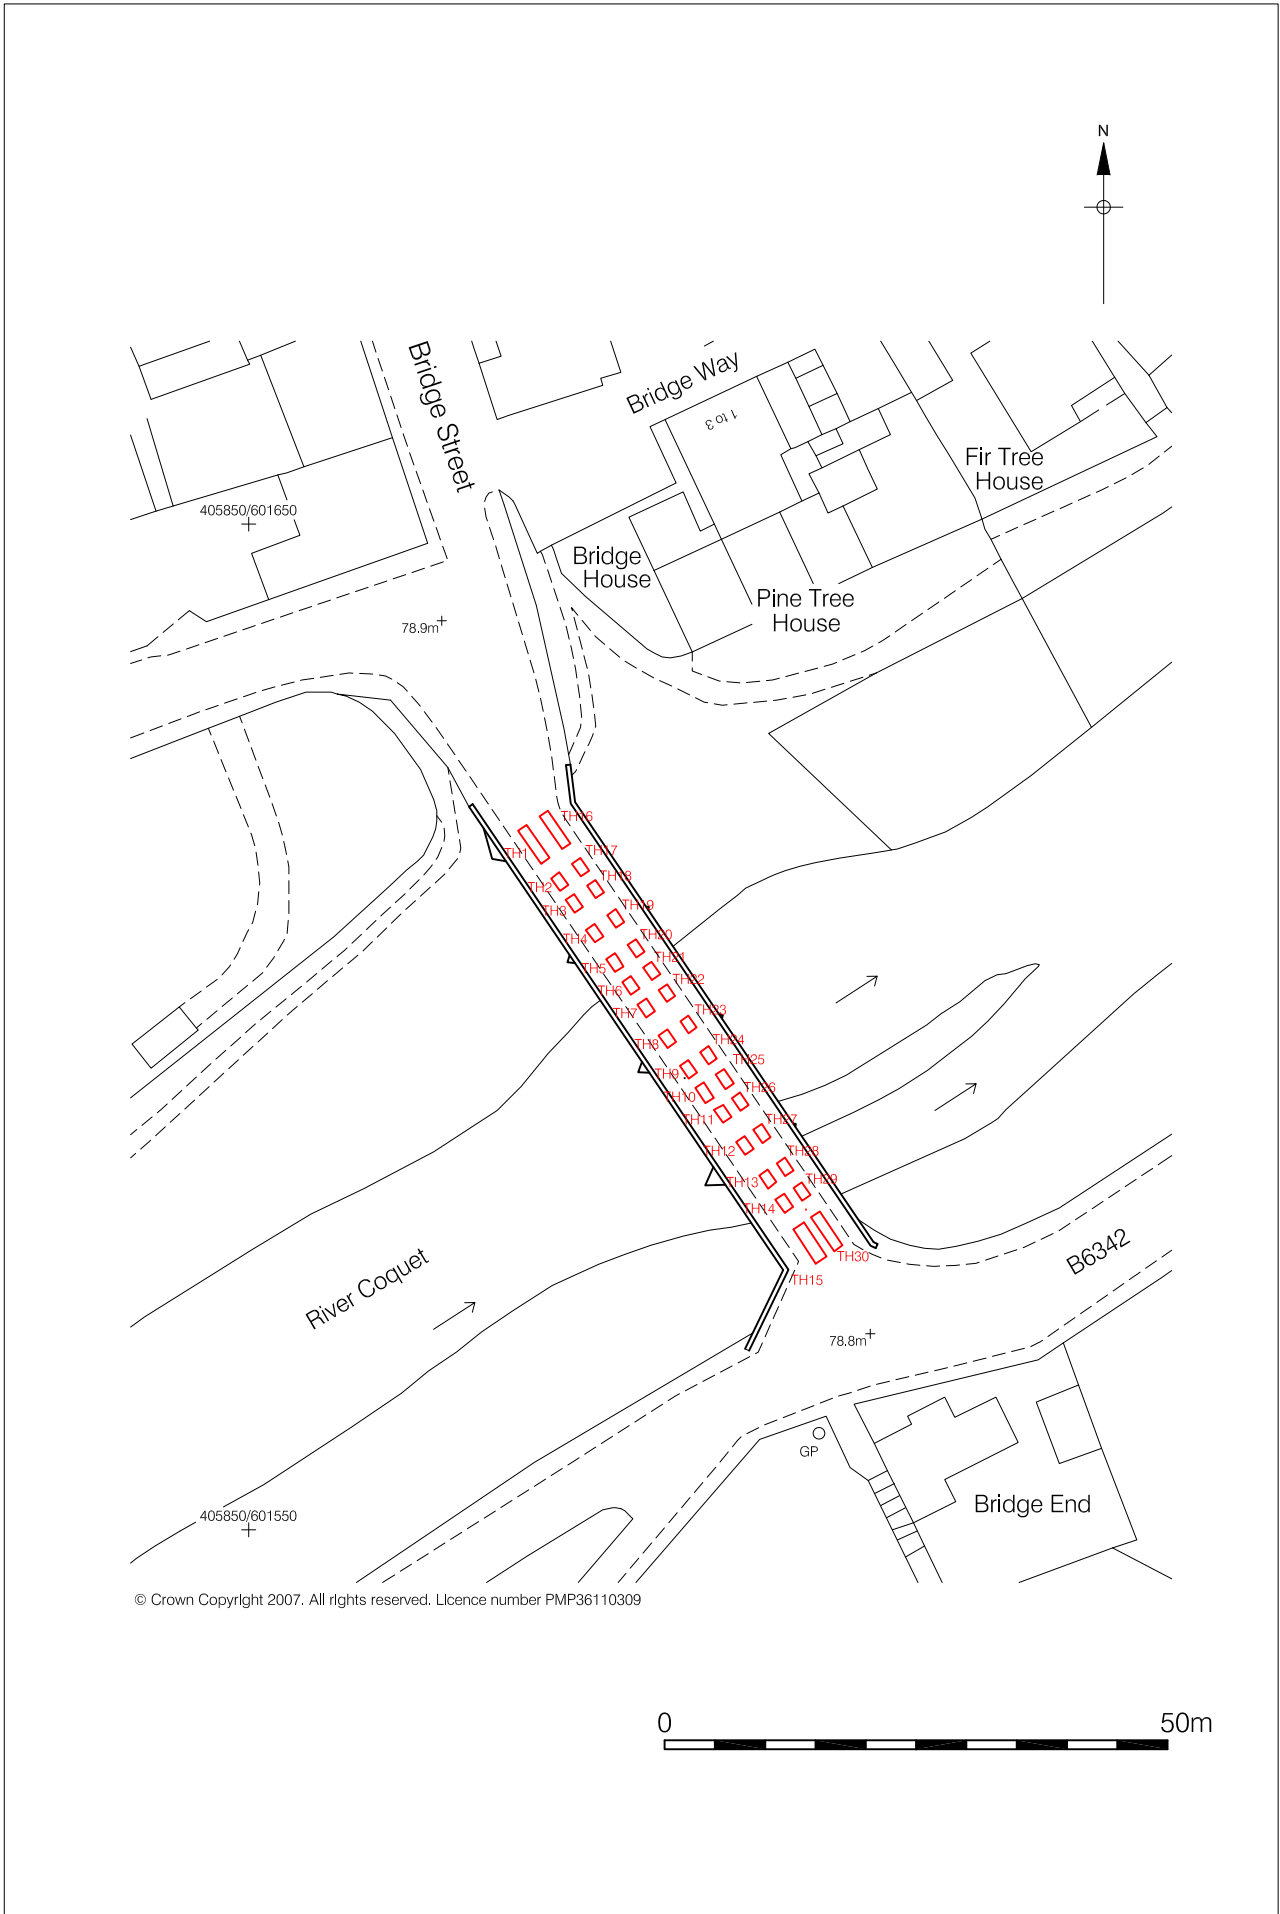 N
Bridge Street
Bridge Way
1 to 3
Fir Tree
House
405850/601650
Bridge
House
Pine Tree
House
78.9m
TH16
TH1
TH17
TH18
TH2
TH3
TH19
TH4
TH20
TH21
TH5
TH22
TH6
TH7
TH23
TH8
TH24
TH25
TH9
TH26
TH10
TH11
TH27
TH12
TH28
TH13
TH29
TH14
TH30
TH15
River Coquet
B6342
78.8m
GP
Bridge End
405850/601550
© Crown Copyright 2007. All rights reserved. Licence number PMP36110309
0 50m